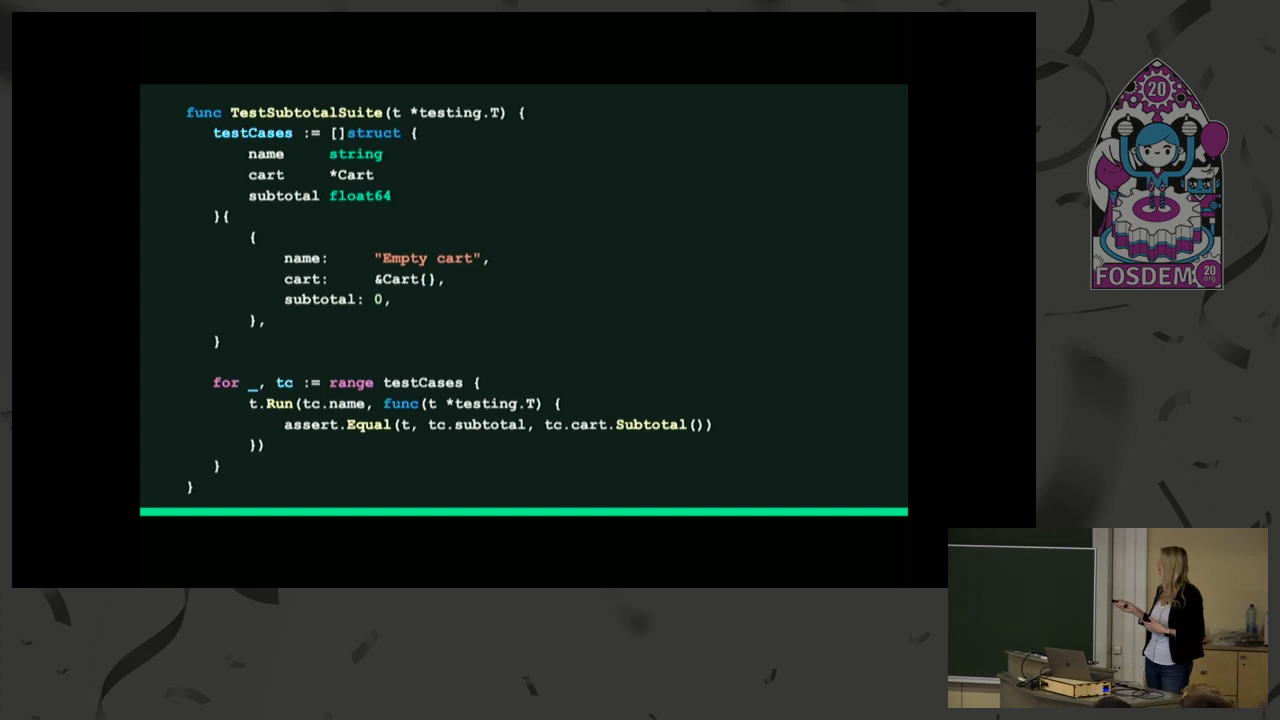 func TestSubtotalSuite(t *testing.T) {
testCases := []struct {
name string
cart *Cart
subtotal float64
}{
{
name: "Empty cart",
cart: &Cart{},
subtotal: 0,
},
}
for _, tc := range testCases {
t.Run(tc.name, func(t *testing.T) {
assert.Equal(t, tc.subtotal, tc.cart.Subtotal())
})
}
}
20
FOSDEM
20
.org